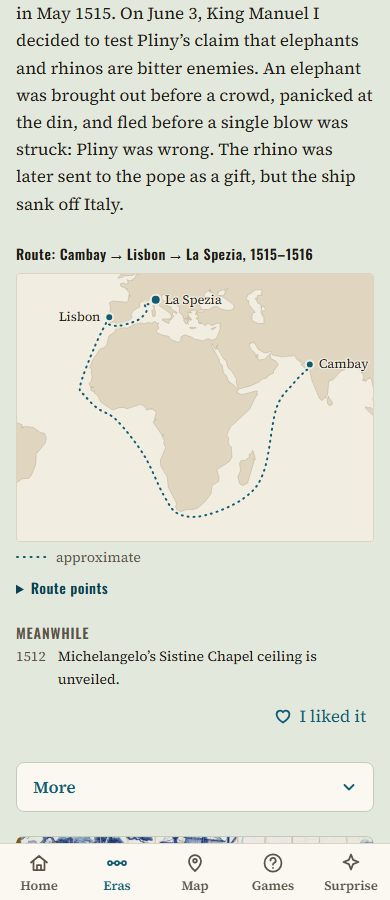 in May 1515. On June 3, King Manuel I
decided to test Pliny’s claim that elephants
and rhinos are bitter enemies. An elephant
was brought out before a crowd, panicked at
the din, and fled before a single blow was
struck: Pliny was wrong. The rhino was
later sent to the pope as a gift, but the ship
sank off Italy.
Route: Cambay → Lisbon → La Spezia, 1515–1516
La Spezia
Lisbon
Cambay
approximate
Route points
MEANWHILE
1512 Michelangelo’s Sistine Chapel ceiling is
unveiled.
I liked it
More
Home Eras Map Games Surprise